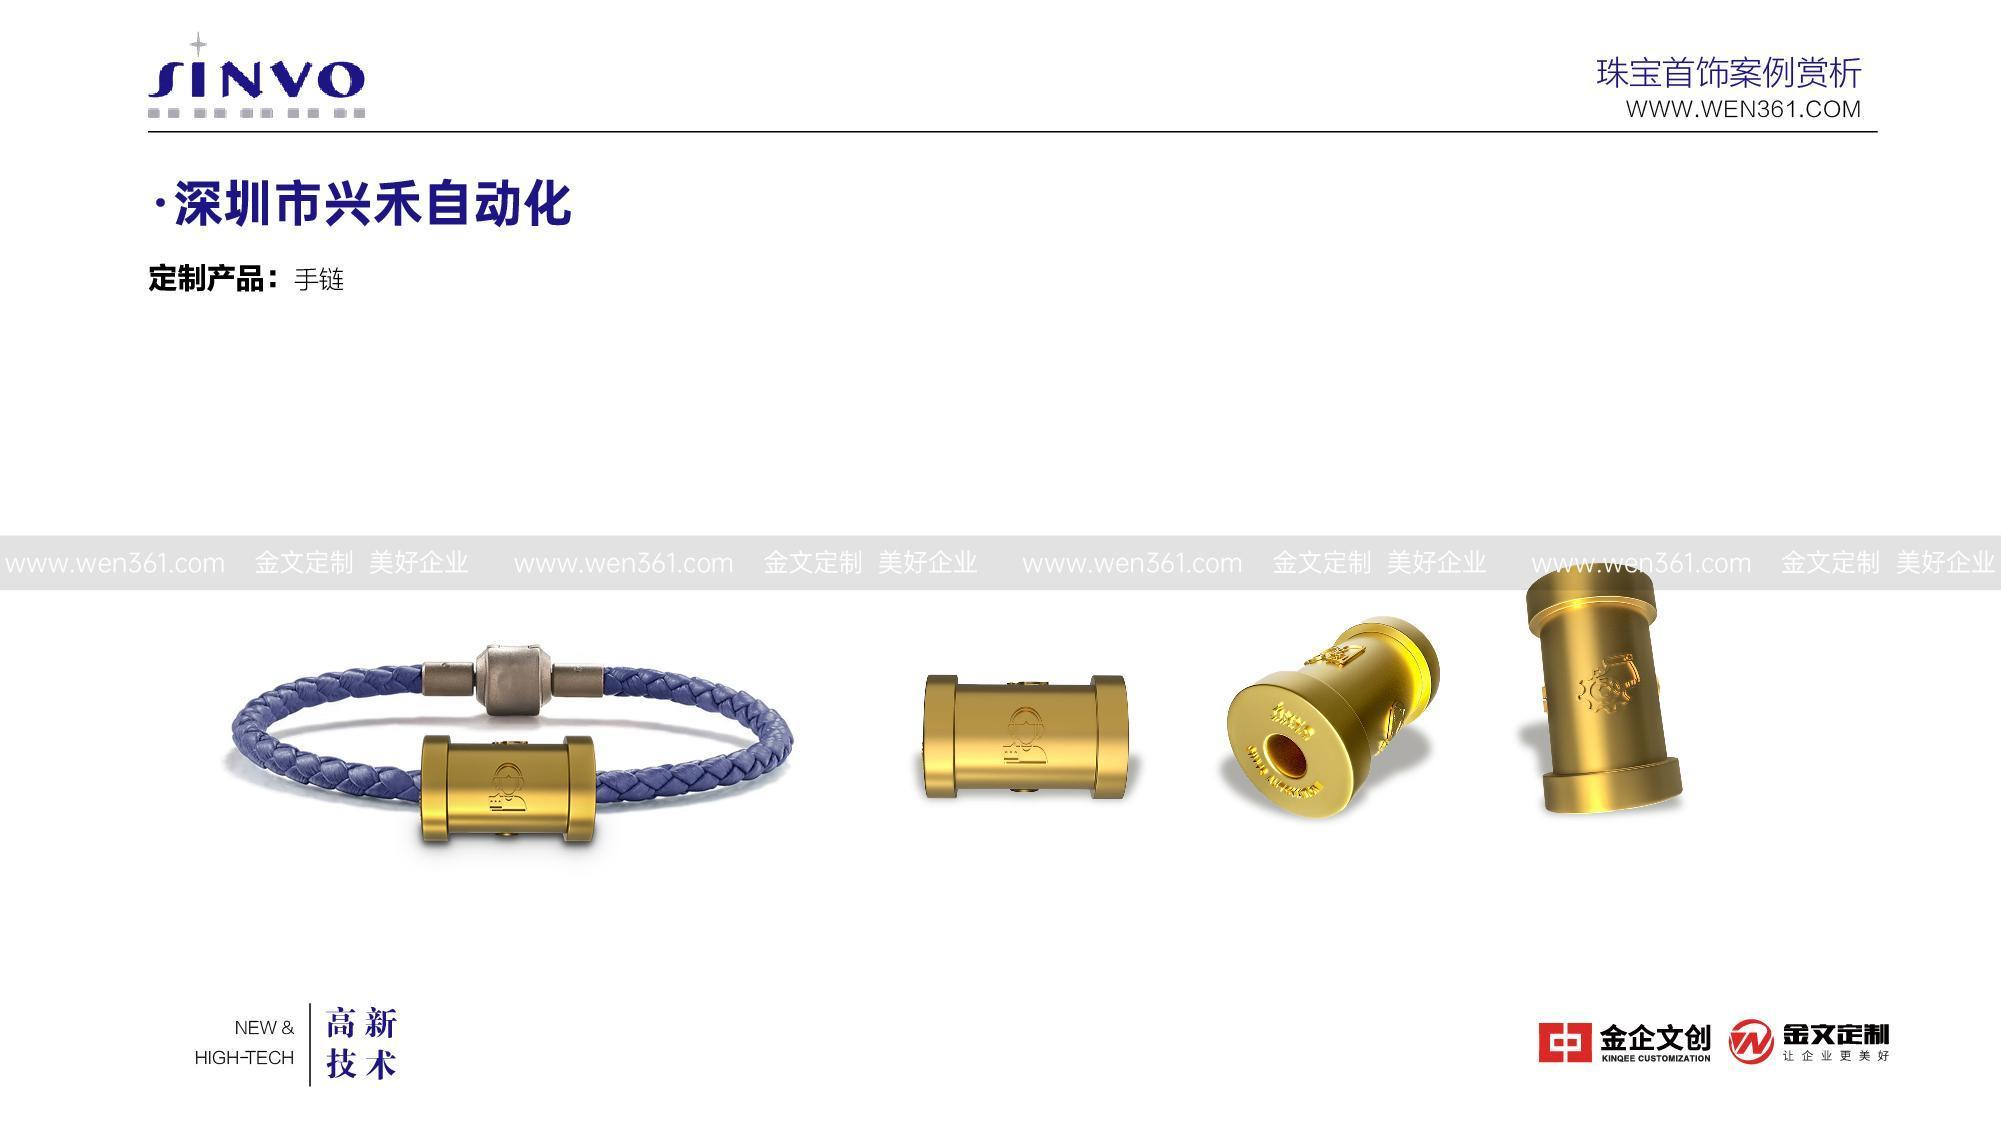 SINVO
珠宝首饰案例赏析
WWW.WEN361.COM
·深圳市兴禾自动化
定制产品：手链
www.wen361.com 金文定制 美好企业 www.wen361.com 金文定制 美好企业 www.wen361.com 金文定制 美好企业 www.wen361.com 金文定制 美好企业
NEW &
HIGH-TECH
高新
技术
金企文创
KINQEE CUSTOMIZATION
金文定制
让企业更美好